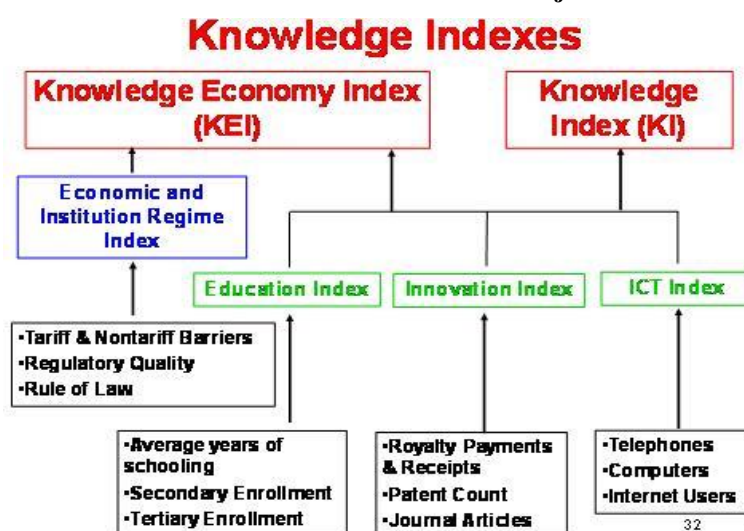 Knowledge Indexes
Knowledge Economy Index
(KEI)
Knowledge
Index (KI)
Economic and
Institution Regime
Index
Education Index
Innovation Index
ICT Index
•Tariff & Nontariff Barriers
•Regulatory Quality
•Rule of Law
•Average years of
schooling
•Secondary Enrollment
•Tertiary Enrollment
•Royalty Payments
& Receipts
•Patent Count
•Journal Articles
•Telephones
•Computers
•Internet Users
32